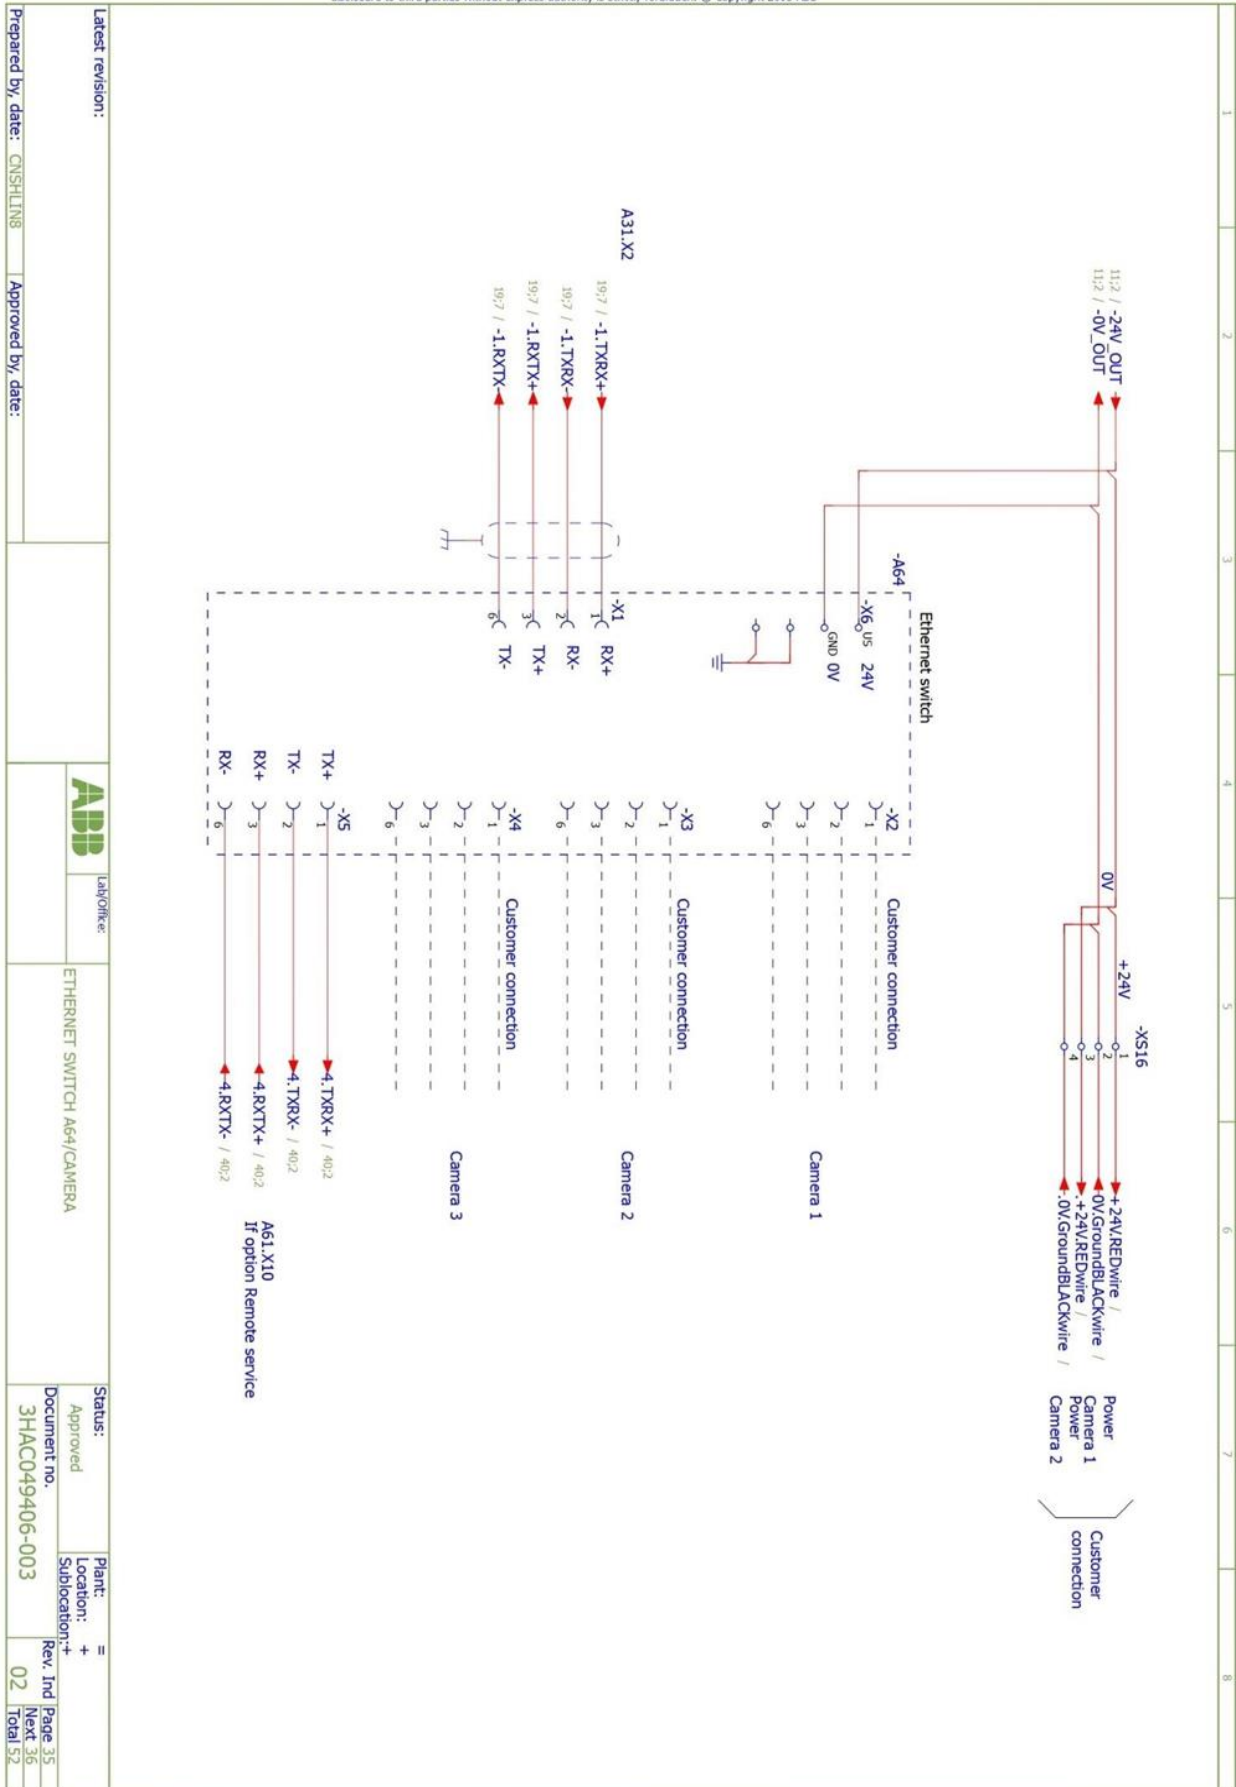 1
2
3
4
5
6
7
8
11;2 / -24V_OUT
11;2 / -0V_OUT
0V
+24V
-XS16
1
2
3
4
+24V.REDwire /
0V.GroundBLACKwire /
.+24V.REDwire /
.0V.GroundBLACKwire /
Power
Camera 1
Power
Camera 2
Customer
connection
Ethernet switch
-A64
-X6 US 24V
GND 0V
-X2
1
2
3
6
Customer connection
Camera 1
A31.X2
19;7 / -1.TXRX+
19;7 / -1.TXRX-
19;7 / -1.RXTX+
19;7 / -1.RXTX-
-X1
1 RX+
2 RX-
3 TX+
6 TX-
-X3
1
2
3
6
Customer connection
Camera 2
-X4
1
2
3
6
Customer connection
Camera 3
-X5
TX+ 1 -4.TXRX+ / 40;2
TX- 2 -4.TXRX- / 40;2
RX+ 3 -4.RXTX+ / 40;2
RX- 6 -4.RXTX- / 40;2
A61.X10
If option Remote service
Latest revision:
Prepared by, date: CNSHLIN8
Approved by, date:
ABB
Lab/Office:
ETHERNET SWITCH A64/CAMERA
Status:
Approved
Plant: =
Location: +
Sublocation:+
Document no.
3HAC049406-003
Rev. Ind
02
Page 35
Next 36
Total 52